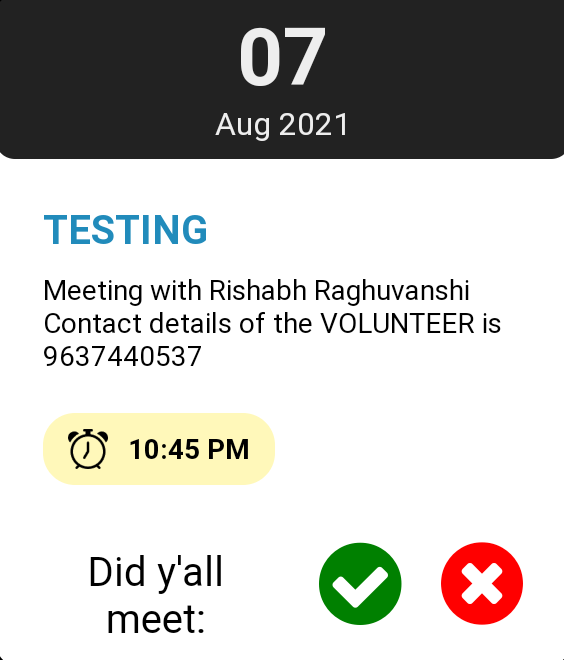 07
Aug 2021
TESTING
Meeting with Rishabh Raghuvanshi
Contact details of the VOLUNTEER is
9637440537
10:45 PM
Did y'all
meet: